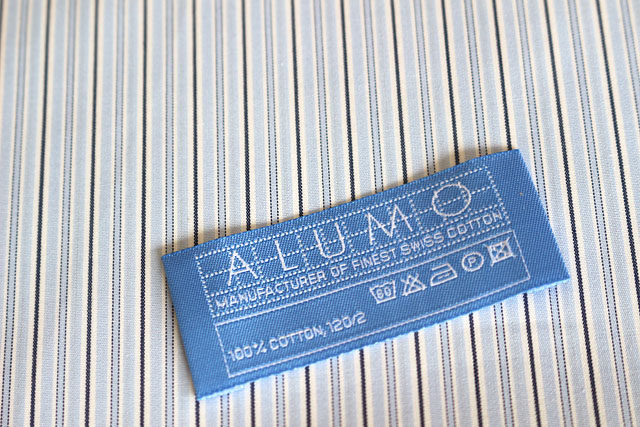 ALUMO
MANUFACTURER OF FINEST SWISS COTTON
60 P
100% COTTON, 120/2